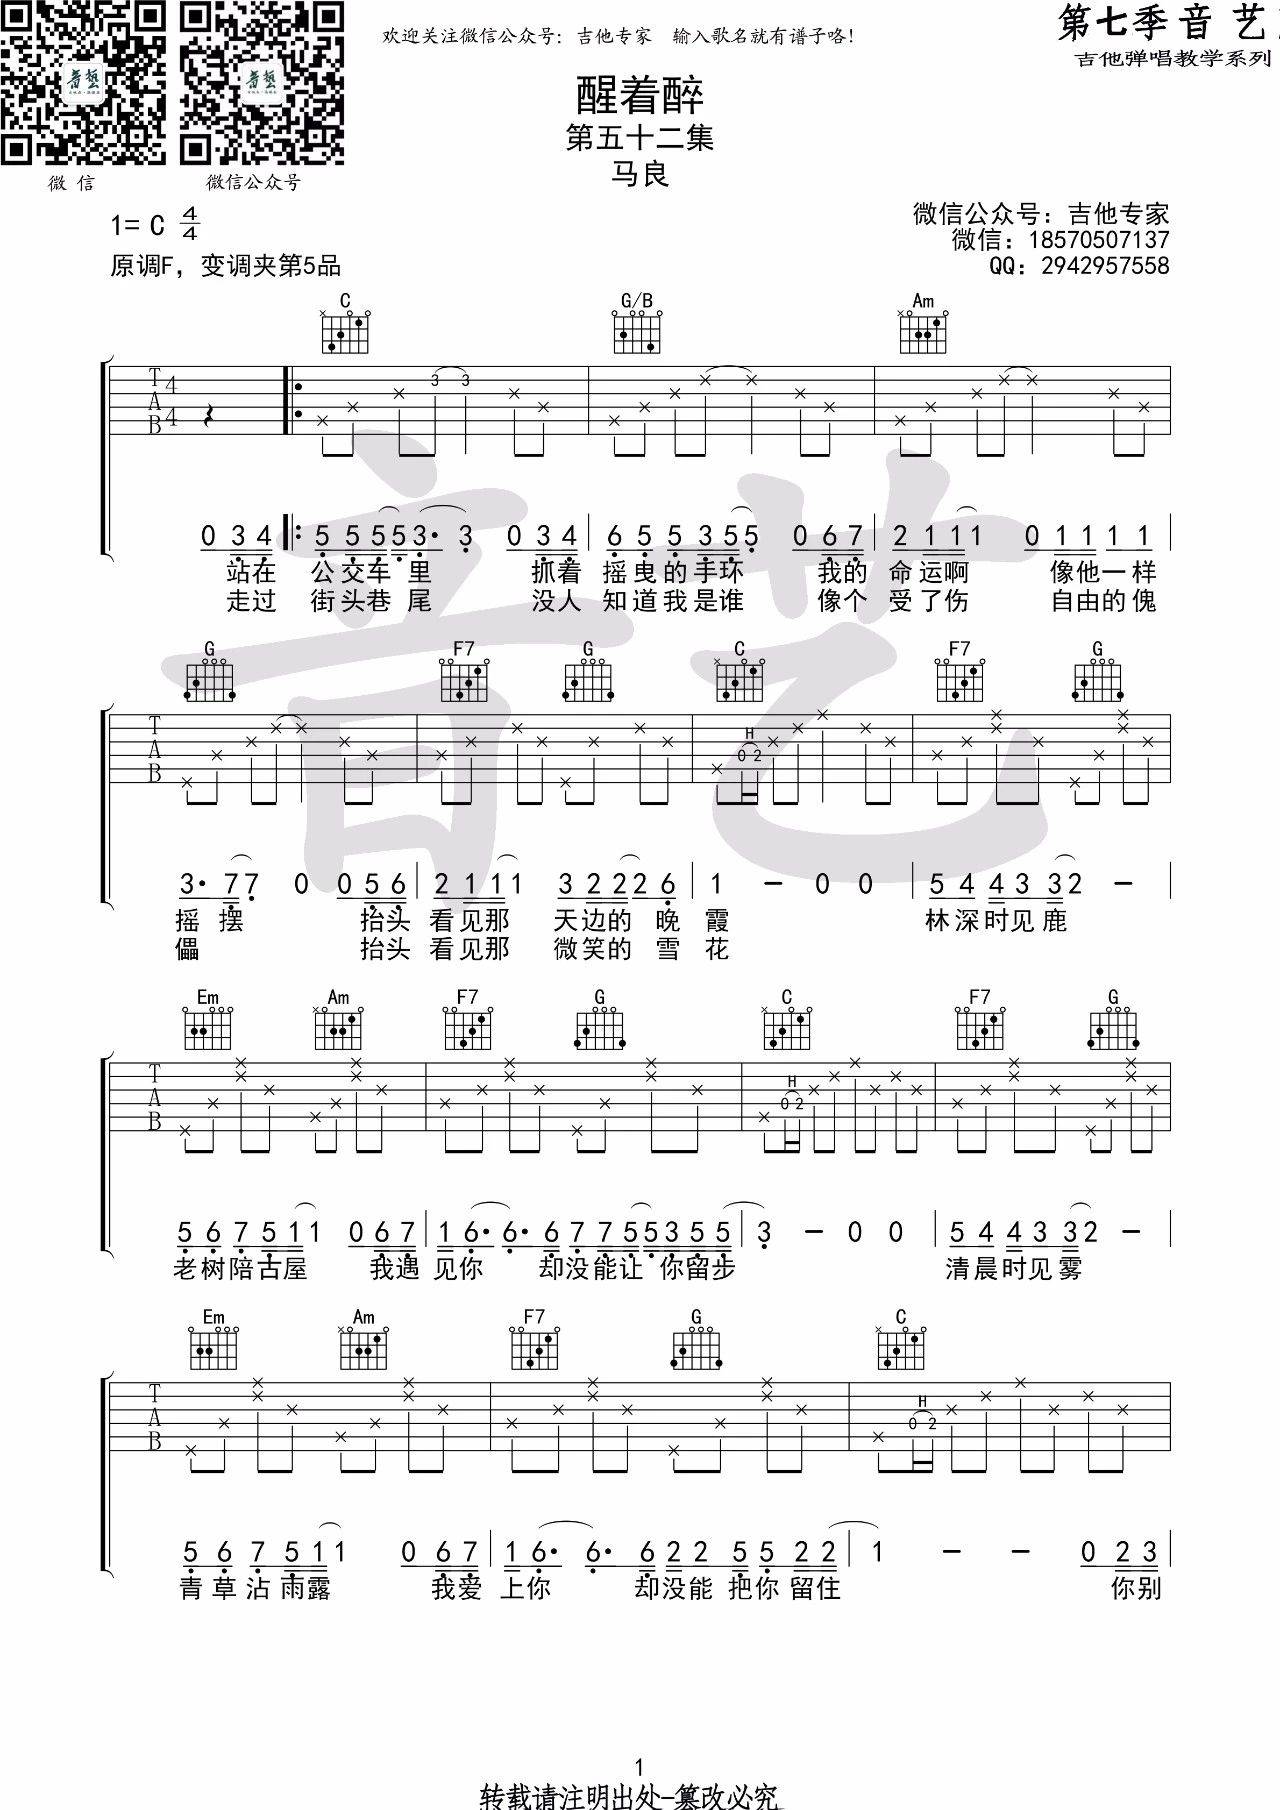 欢迎关注微信公众号：吉他专家 输入歌名就有谱子咯！
第七季音艺
吉他弹唱教学系列
醒着醉
第五十二集
马良
微信
微信公众号
1= C 4/4
原调F，变调夹第5品
微信公众号：吉他专家
微信：18570507137
QQ：2942957558
C G/B Am
T A B 4 4 3 3
0 3 4 5 5 5 5 3· 3 0 3 4 6 5 5 3 5 5 0 6 7 2 1 1 1 1 0 1 1 1 1 1
站在 公交车里 抓着 摇曳的手环 我的 命运啊 像他一样
走过 街头巷尾 没人 知道我是谁 像个 受了伤 自由的傀
G F7 G C F7 G
T A B H 0 2
3· 7 7 0 0 5 6 2 1 1 1 1 3 2 2 2 2 6 1 - 0 0 5 4 4 3 3 3 2 -
摇摆 抬头 看见那 天边的 晚霞 林深时见鹿
儡 抬头 看见那 微笑的 雪花
Em Am F7 G C F7 G
T A B H 0 2
5 6 7 5 1 1 1 0 6 7 1 6· 6· 6 7 7 5 5 3 5 5 3 - 0 0 5 4 4 3 3 3 2 -
老树陪古屋 我遇 见你 却没能让 你留步 清晨时见雾
Em Am F7 G C
T A B H 0 2
5 6 7 5 1 1 1 0 6 7 1 6· 6· 6 2 2 5 5 2 2 1 - - 0 2 3
青草沾雨露 我爱 上你 却没能 把你留住 你别
音艺
1
转载请注明出处-篡改必究